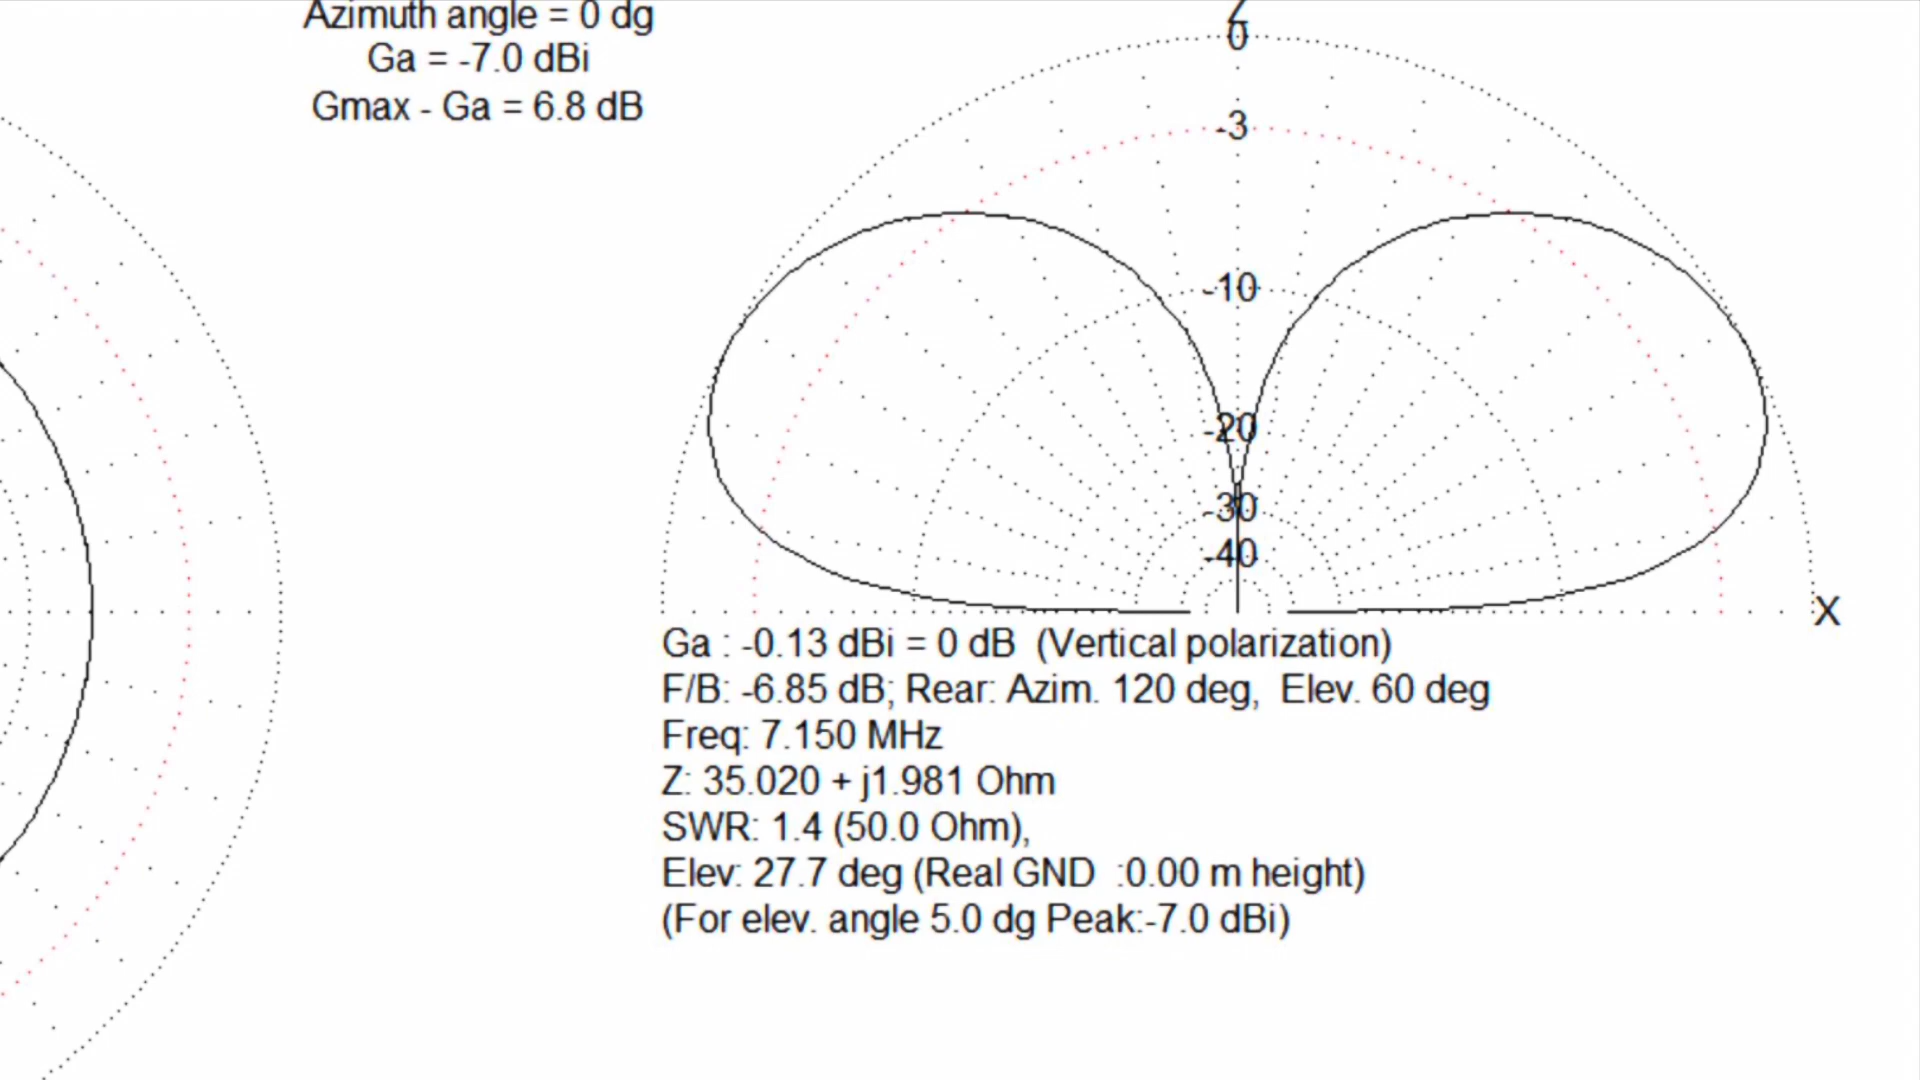 Azimuth angle = 0 dg
Ga = -7.0 dBi
Gmax - Ga = 6.8 dB
Z
0
-3
-10
-20
-30
-40
X
Ga : -0.13 dBi = 0 dB (Vertical polarization)
F/B: -6.85 dB; Rear: Azim. 120 deg, Elev. 60 deg
Freq: 7.150 MHz
Z: 35.020 + j1.981 Ohm
SWR: 1.4 (50.0 Ohm),
Elev: 27.7 deg (Real GND :0.00 m height)
(For elev. angle 5.0 dg Peak:-7.0 dBi)